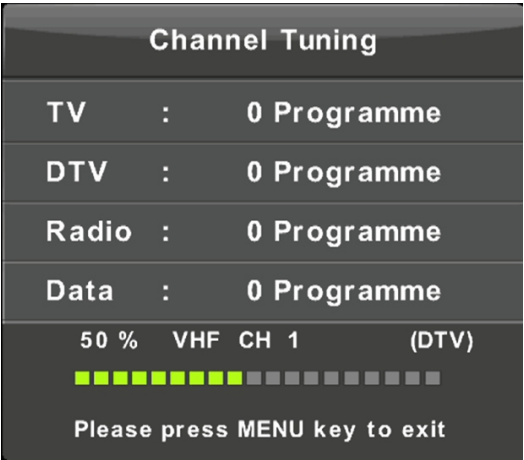 Channel Tuning
TV : 0 Programme
DTV : 0 Programme
Radio : 0 Programme
Data : 0 Programme
50 % VHF CH 1 (DTV)
Please press MENU key to exit